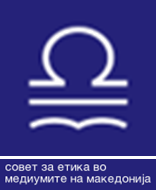 совет за етика во
медиумите на македонија